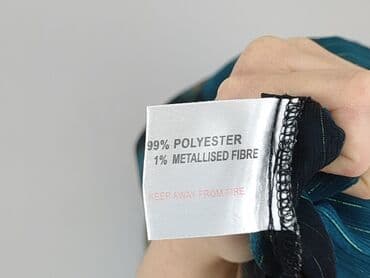 99% POLYESTER
1% METALLISED FIBRE
KEEP AWAY FROM FIRE